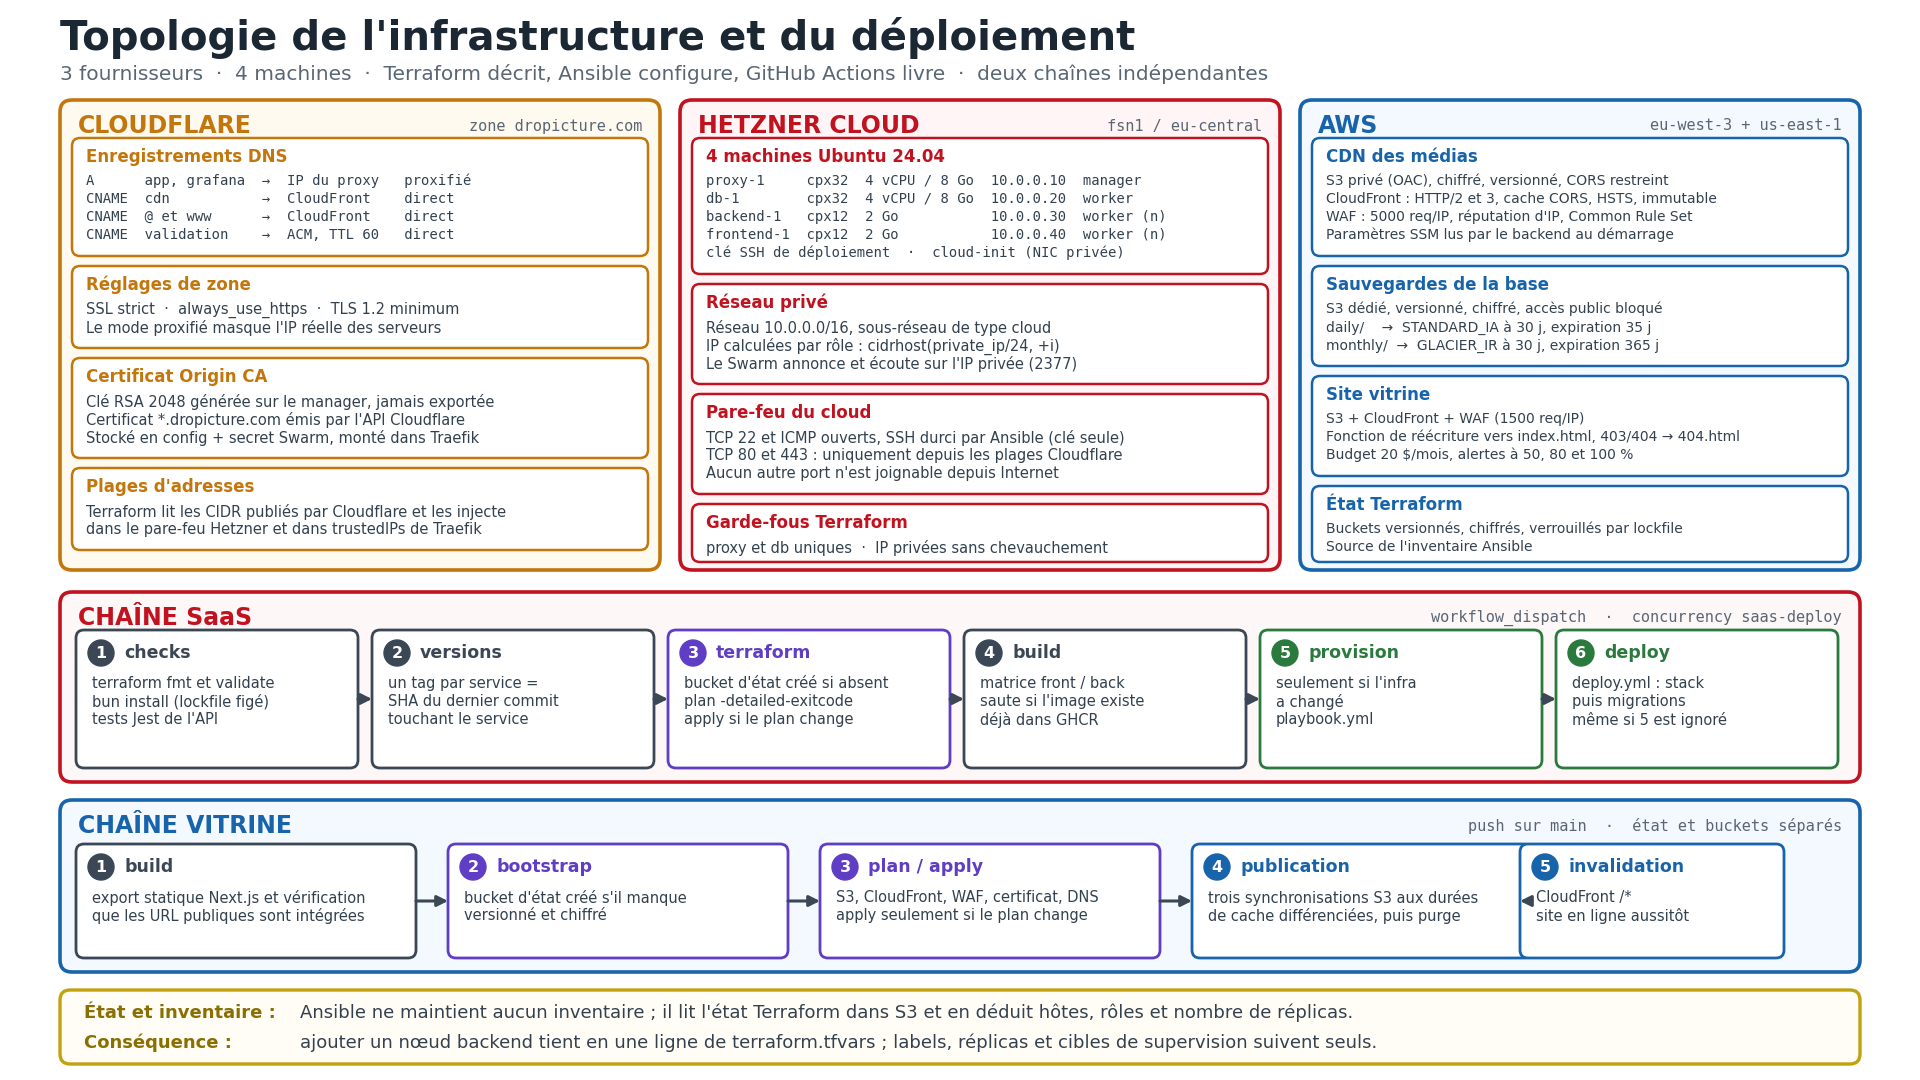 Topologie de l'infrastructure et du déploiement
3 fournisseurs · 4 machines · Terraform décrit, Ansible configure, GitHub Actions livre · deux chaînes indépendantes
CLOUDFLARE zone dropicture.com
Enregistrements DNS
A app, grafana → IP du proxy proxifié
CNAME cdn → CloudFront direct
CNAME @ et www → CloudFront direct
CNAME validation → ACM, TTL 60 direct
Réglages de zone
SSL strict · always_use_https · TLS 1.2 minimum
Le mode proxifié masque l'IP réelle des serveurs
Certificat Origin CA
Clé RSA 2048 générée sur le manager, jamais exportée
Certificat *.dropicture.com émis par l'API Cloudflare
Stocké en config + secret Swarm, monté dans Traefik
Plages d'adresses
Terraform lit les CIDR publiés par Cloudflare et les injecte
dans le pare-feu Hetzner et dans trustedIPs de Traefik
HETZNER CLOUD fsn1 / eu-central
4 machines Ubuntu 24.04
proxy-1 cpx32 4 vCPU / 8 Go 10.0.0.10 manager
db-1 cpx32 4 vCPU / 8 Go 10.0.0.20 worker
backend-1 cpx12 2 Go 10.0.0.30 worker (n)
frontend-1 cpx12 2 Go 10.0.0.40 worker (n)
clé SSH de déploiement · cloud-init (NIC privée)
Réseau privé
Réseau 10.0.0.0/16, sous-réseau de type cloud
IP calculées par rôle : cidrhost(private_ip/24, +i)
Le Swarm annonce et écoute sur l'IP privée (2377)
Pare-feu du cloud
TCP 22 et ICMP ouverts, SSH durci par Ansible (clé seule)
TCP 80 et 443 : uniquement depuis les plages Cloudflare
Aucun autre port n'est joignable depuis Internet
Garde-fous Terraform
proxy et db uniques · IP privées sans chevauchement
AWS eu-west-3 + us-east-1
CDN des médias
S3 privé (OAC), chiffré, versionné, CORS restreint
CloudFront : HTTP/2 et 3, cache CORS, HSTS, immutable
WAF : 5000 req/IP, réputation d'IP, Common Rule Set
Paramètres SSM lus par le backend au démarrage
Sauvegardes de la base
S3 dédié, versionné, chiffré, accès public bloqué
daily/ → STANDARD_IA à 30 j, expiration 35 j
monthly/ → GLACIER_IR à 30 j, expiration 365 j
Site vitrine
S3 + CloudFront + WAF (1500 req/IP)
Fonction de réécriture vers index.html, 403/404 → 404.html
Budget 20 $/mois, alertes à 50, 80 et 100 %
État Terraform
Buckets versionnés, chiffrés, verrouillés par lockfile
Source de l'inventaire Ansible
CHAÎNE SaaS workflow_dispatch · concurrency saas-deploy
1 checks
terraform fmt et validate
bun install (lockfile figé)
tests Jest de l'API
2 versions
un tag par service =
SHA du dernier commit
touchant le service
3 terraform
bucket d'état créé si absent
plan -detailed-exitcode
apply si le plan change
4 build
matrice front / back
saute si l'image existe
déjà dans GHCR
5 provision
seulement si l'infra
a changé
playbook.yml
6 deploy
deploy.yml : stack
puis migrations
même si 5 est ignoré
CHAÎNE VITRINE push sur main · état et buckets séparés
1 build
export statique Next.js et vérification
que les URL publiques sont intégrées
2 bootstrap
bucket d'état créé s'il manque
versionné et chiffré
3 plan / apply
S3, CloudFront, WAF, certificat, DNS
apply seulement si le plan change
4 publication
trois synchronisations S3 aux durées
de cache différenciées, puis purge
5 invalidation
CloudFront /*
site en ligne aussitôt
État et inventaire : Ansible ne maintient aucun inventaire ; il lit l'état Terraform dans S3 et en déduit hôtes, rôles et nombre de réplicas.
Conséquence : ajouter un nœud backend tient en une ligne de terraform.tfvars ; labels, réplicas et cibles de supervision suivent seuls.